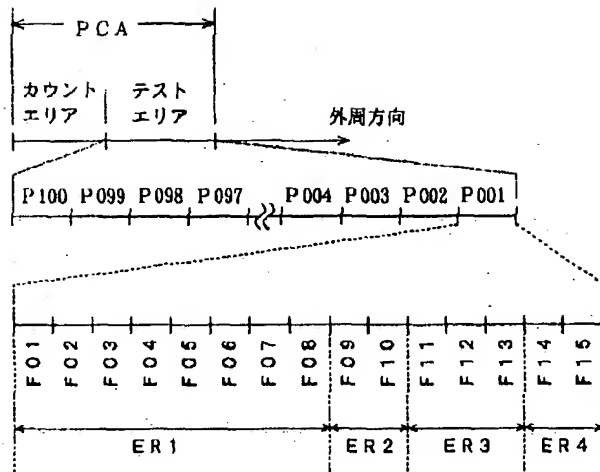 PCA
カウント エリア
テスト エリア
外周方向
P100 P099 P098 P097 P004 P003 P002 P001
F01 F02 F03 F04 F05 F06 F07 F08 F09 F10 F11 F12 F13 F14 F15
ER1 ER2 ER3 ER4